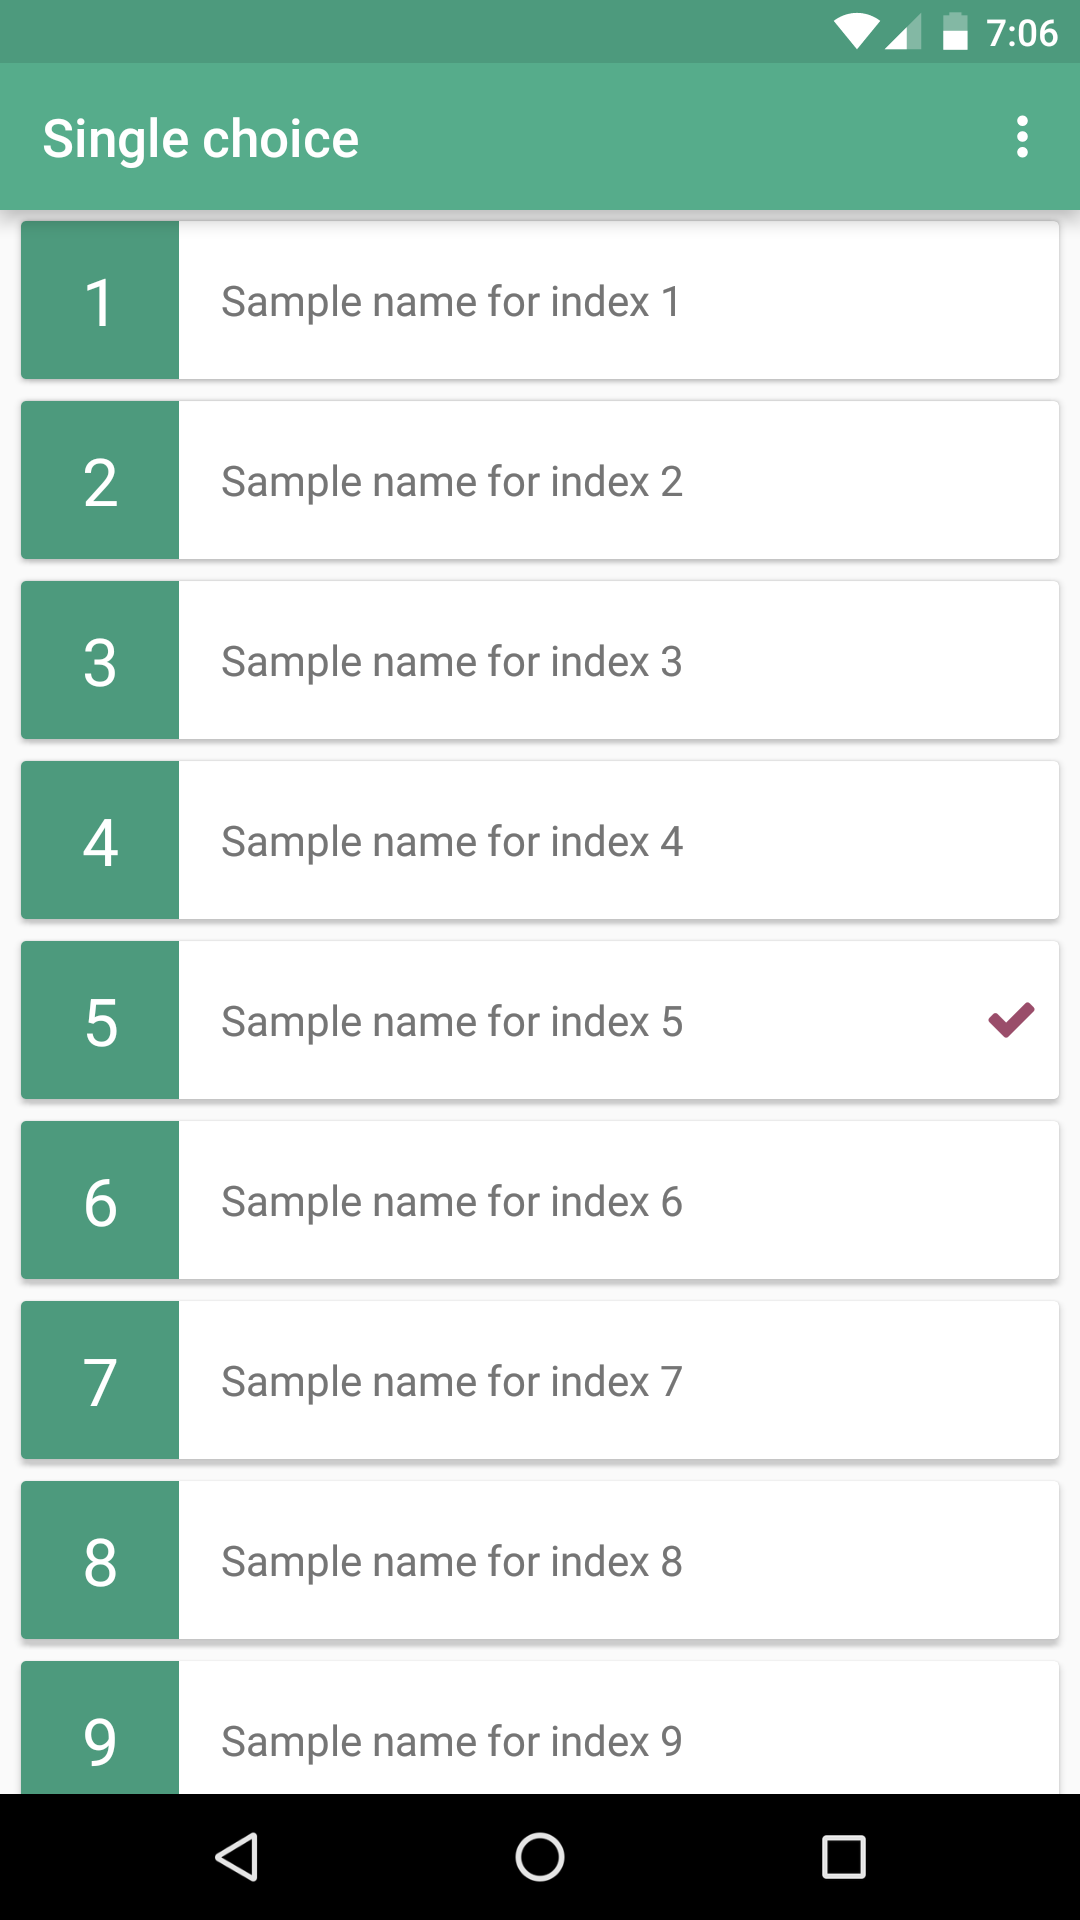 7:06
Single choice
1 Sample name for index 1
2 Sample name for index 2
3 Sample name for index 3
4 Sample name for index 4
5 Sample name for index 5
6 Sample name for index 6
7 Sample name for index 7
8 Sample name for index 8
9 Sample name for index 9